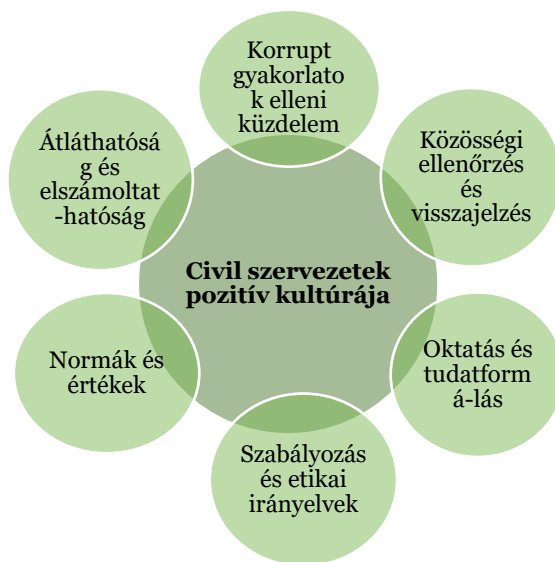 Korrupt
gyakorlato
k elleni
küzdelem
Közösségi
ellenőrzés
és
visszajelzés
Oktatás és
tudatform
á-lás
Szabályozás
és etikai
irányelvek
Normák és
értékek
Átláthatósá
g és
elszámoltat
-hatóság
Civil szervezetek
pozitív kultúrája